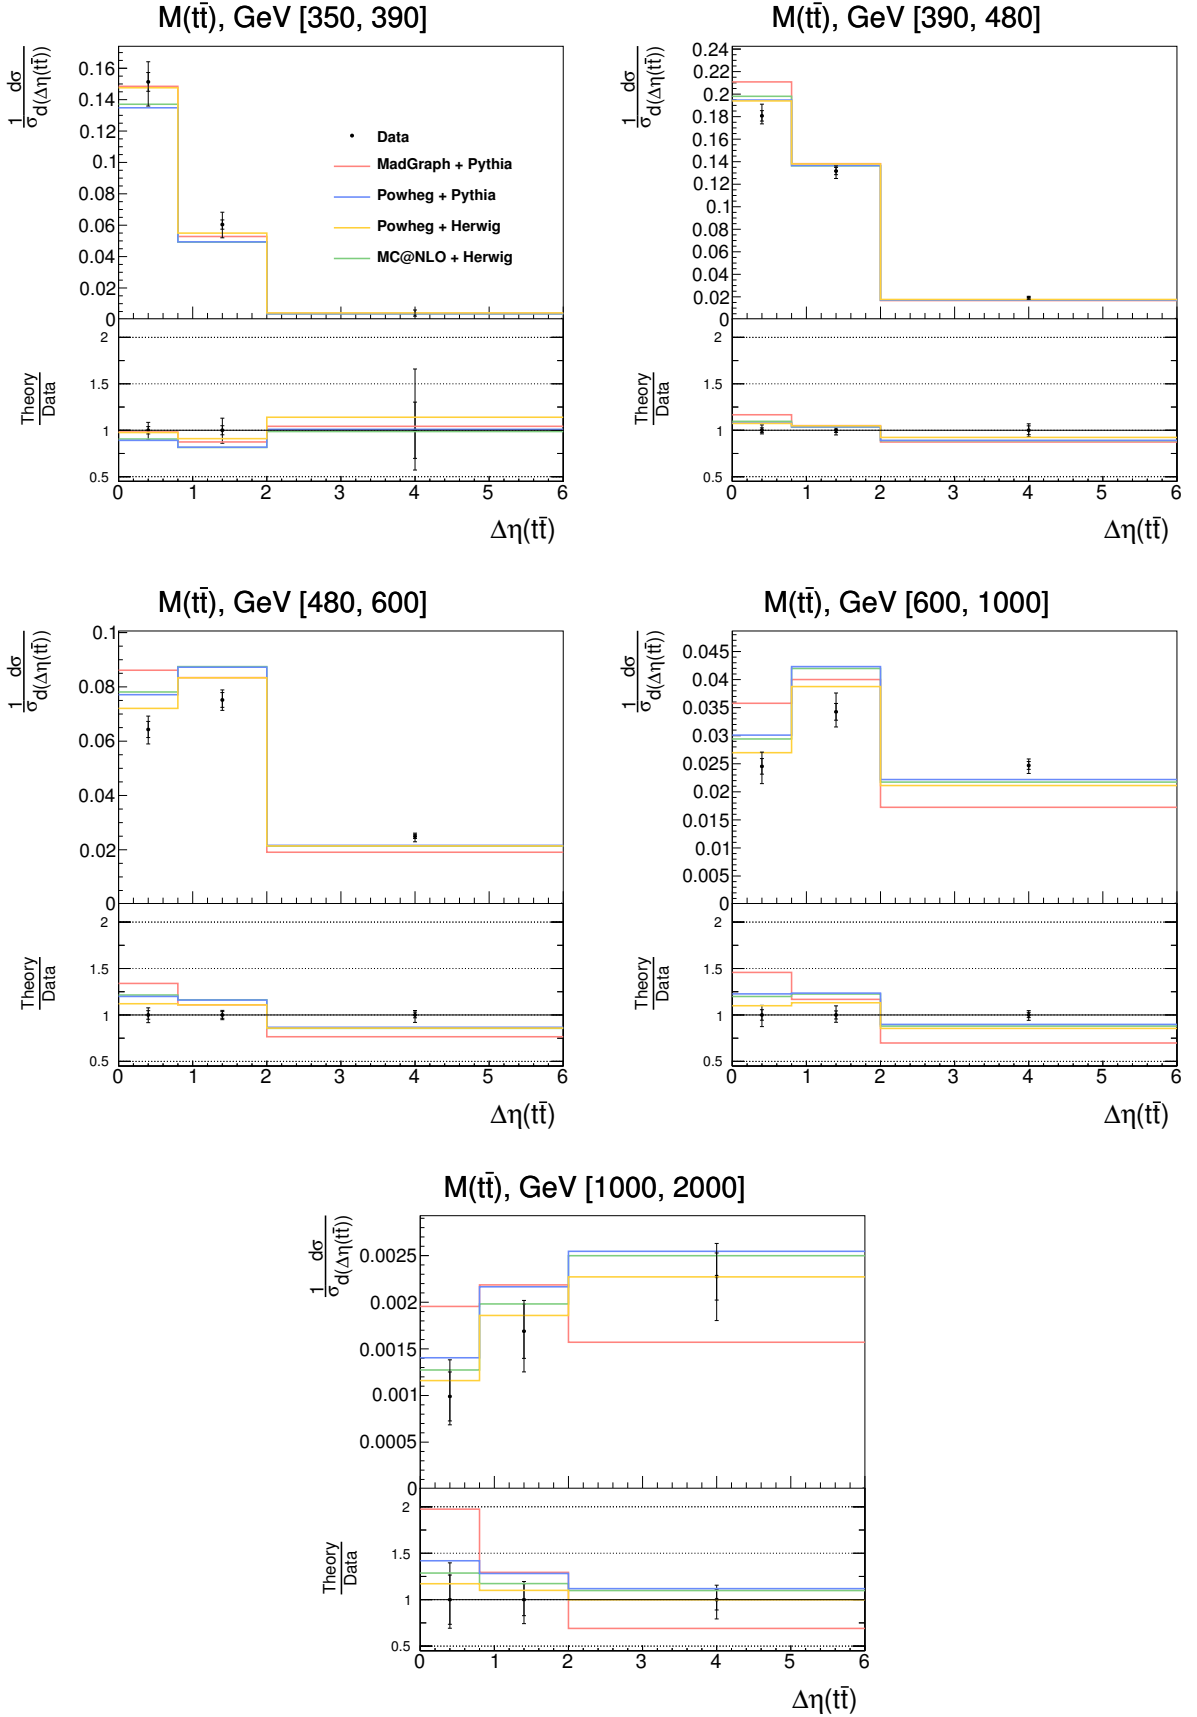 M(tt̄), GeV [350, 390]
1/σ dσ/d(Δη(tt̄))
0.16
0.14
0.12
0.1
0.08
0.06
0.04
0.02
0
Data
MadGraph + Pythia
Powheg + Pythia
Powheg + Herwig
MC@NLO + Herwig
Theory/Data
2
1.5
1
0.5
0 1 2 3 4 5 6
Δη(tt̄)
M(tt̄), GeV [390, 480]
1/σ dσ/d(Δη(tt̄))
0.24
0.22
0.2
0.18
0.16
0.14
0.12
0.1
0.08
0.06
0.04
0.02
0
Theory/Data
2
1.5
1
0.5
0 1 2 3 4 5 6
Δη(tt̄)
M(tt̄), GeV [480, 600]
1/σ dσ/d(Δη(tt̄))
0.1
0.08
0.06
0.04
0.02
0
Theory/Data
2
1.5
1
0.5
0 1 2 3 4 5 6
Δη(tt̄)
M(tt̄), GeV [600, 1000]
1/σ dσ/d(Δη(tt̄))
0.045
0.04
0.035
0.03
0.025
0.02
0.015
0.01
0.005
0
Theory/Data
2
1.5
1
0.5
0 1 2 3 4 5 6
Δη(tt̄)
M(tt̄), GeV [1000, 2000]
1/σ dσ/d(Δη(tt̄))
0.0025
0.002
0.0015
0.001
0.0005
0
Theory/Data
2
1.5
1
0.5
0 1 2 3 4 5 6
Δη(tt̄)